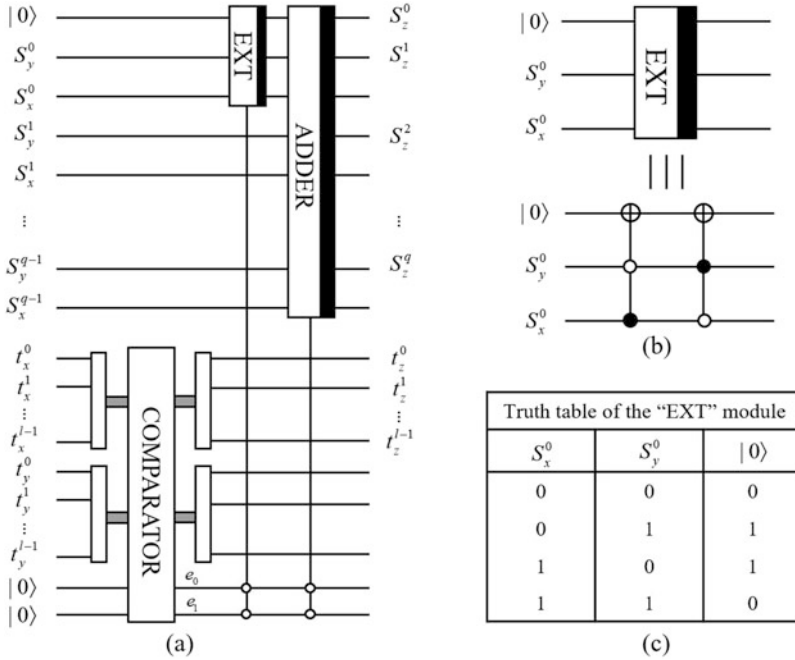 |0⟩ EXT S_z^0
S_y^0 S_z^1
S_x^0
S_y^1 ADDER S_z^2
S_x^1
⋮ ⋮
S_y^{q-1} S_z^q
S_x^{q-1}
t_x^0 COMPARATOR t_z^0
t_x^1 t_z^1
⋮ ⋮
t_x^{l-1} t_z^{l-1}
t_y^0
t_y^1
⋮
t_y^{l-1}
|0⟩ e_0
|0⟩ e_1
(a)
|0⟩ EXT
S_y^0
S_x^0
|0⟩
S_y^0
S_x^0
(b)
Truth table of the “EXT” module
S_x^0 S_y^0 |0⟩
0 0 0
0 1 1
1 0 1
1 1 0
(c)